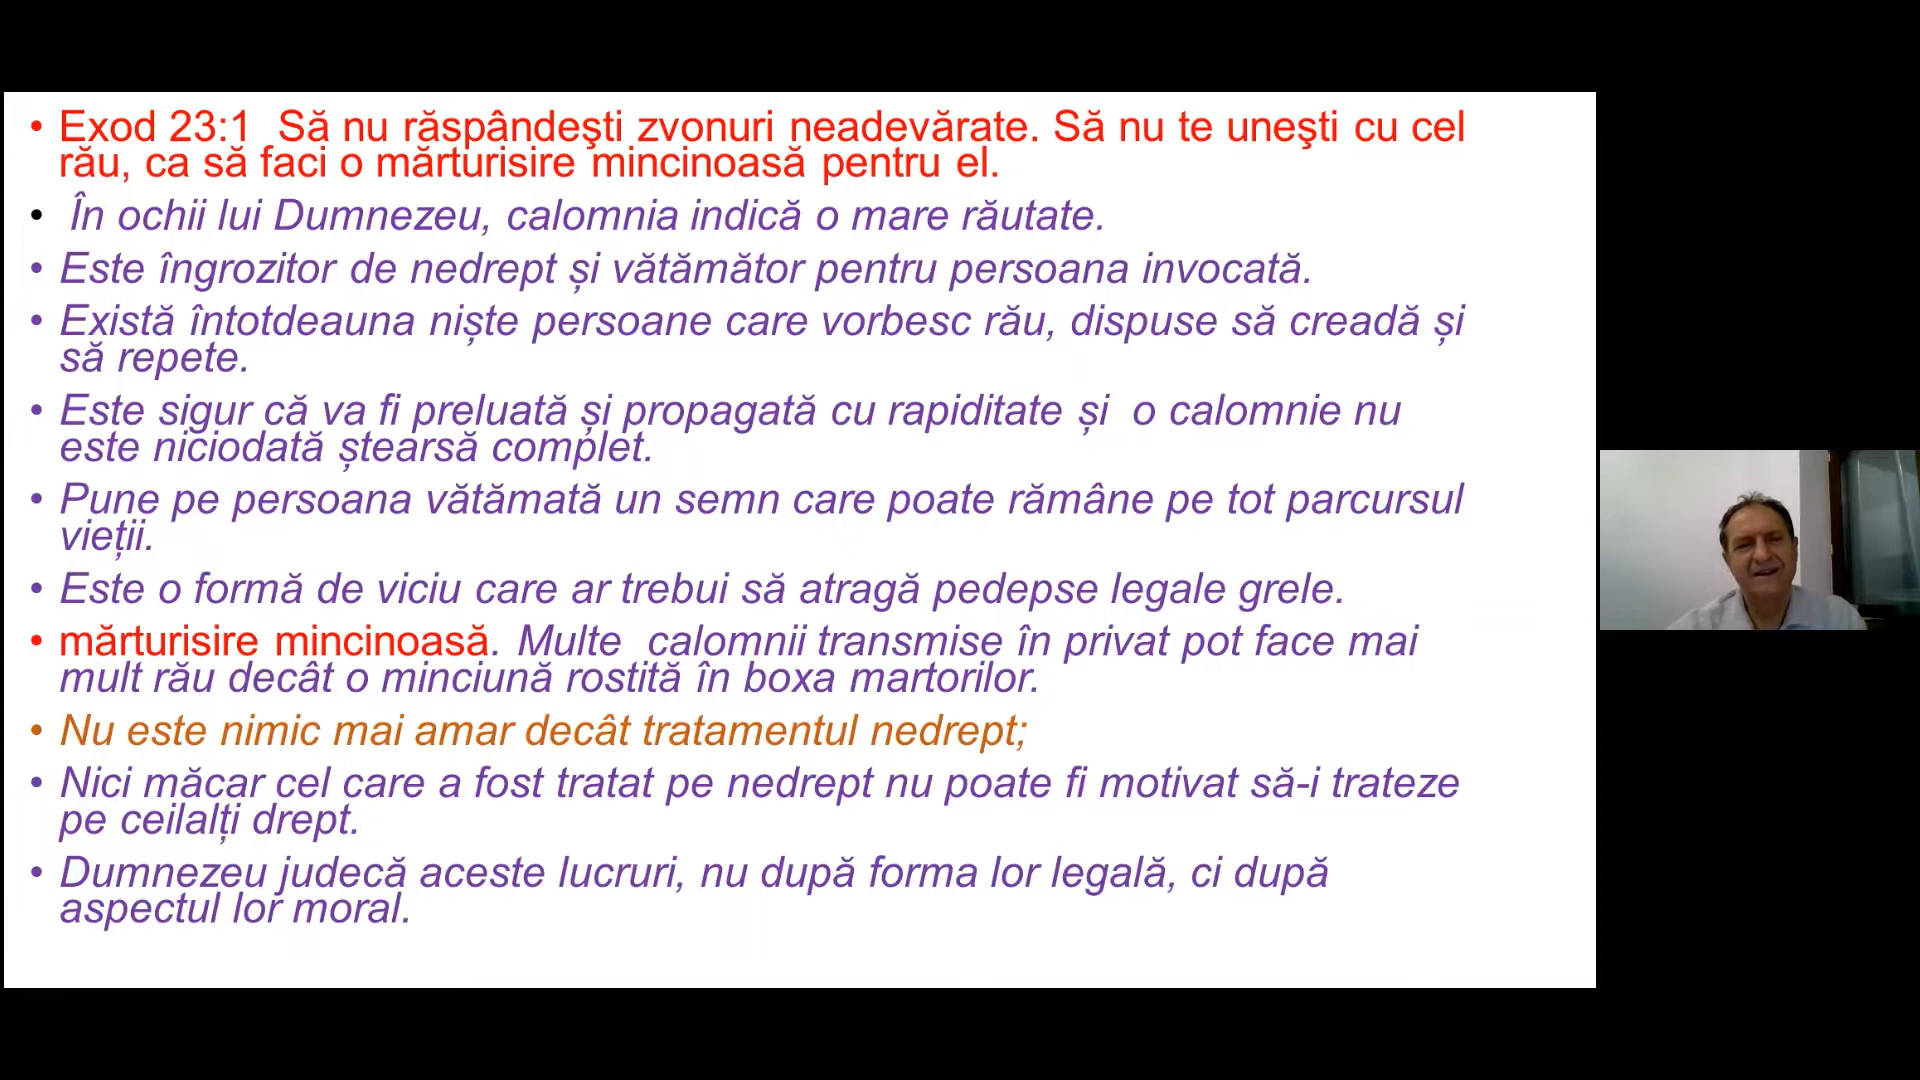 • Exod 23:1  Să nu răspândeşti zvonuri neadevărate. Să nu te uneşti cu cel
rău, ca să faci o mărturisire mincinoasă pentru el.
• În ochii lui Dumnezeu, calomnia indică o mare răutate.
• Este îngrozitor de nedrept și vătămător pentru persoana invocată.
• Există întotdeauna niște persoane care vorbesc rău, dispuse să creadă și
să repete.
• Este sigur că va fi preluată și propagată cu rapiditate și  o calomnie nu
este niciodată ștearsă complet.
• Pune pe persoana vătămată un semn care poate rămâne pe tot parcursul
vieții.
• Este o formă de viciu care ar trebui să atragă pedepse legale grele.
• mărturisire mincinoasă. Multe  calomnii transmise în privat pot face mai
mult rău decât o minciună rostită în boxa martorilor.
• Nu este nimic mai amar decât tratamentul nedrept;
• Nici măcar cel care a fost tratat pe nedrept nu poate fi motivat să-i trateze
pe ceilalți drept.
• Dumnezeu judecă aceste lucruri, nu după forma lor legală, ci după
aspectul lor moral.